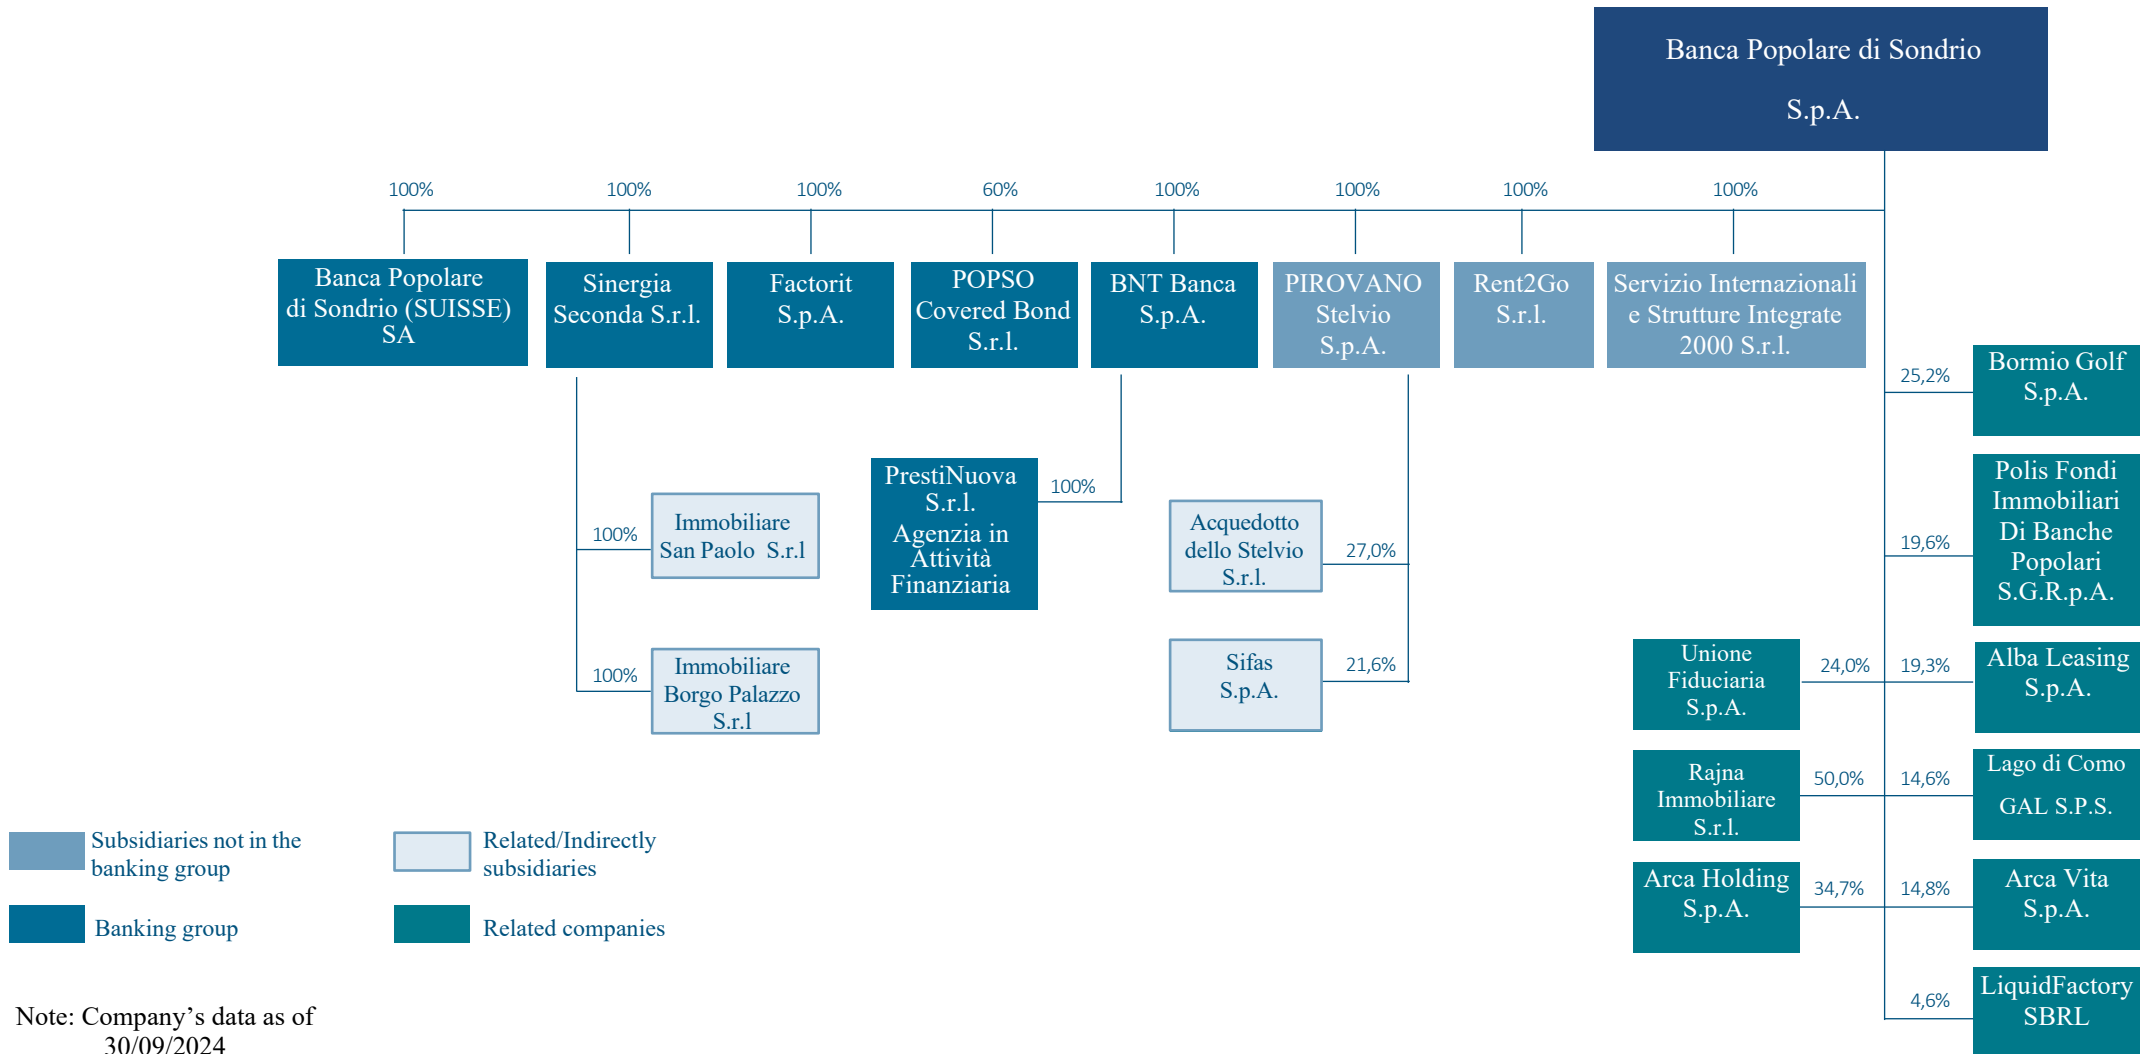 Banca Popolare di Sondrio
S.p.A.
100%
100%
100%
60%
100%
100%
100%
100%
Banca Popolare
di Sondrio (SUISSE)
SA
Sinergia
Seconda S.r.l.
Factorit
S.p.A.
POPSO
Covered Bond
S.r.l.
BNT Banca
S.p.A.
PIROVANO
Stelvio
S.p.A.
Rent2Go
S.r.l.
Servizio Internazionali
e Strutture Integrate
2000 S.r.l.
25,2%
Bormio Golf
S.p.A.
PrestiNuova
S.r.l.
Agenzia in
Attività
Finanziaria
100%
100%
Immobiliare
San Paolo S.r.l
Acquedotto
dello Stelvio
S.r.l.
27,0%
19,6%
Polis Fondi
Immobiliari
Di Banche
Popolari
S.G.R.p.A.
100%
Immobiliare
Borgo Palazzo
S.r.l
Sifas
S.p.A.
21,6%
Unione
Fiduciaria
S.p.A.
24,0%
19,3%
Alba Leasing
S.p.A.
Rajna
Immobiliare
S.r.l.
50,0%
14,6%
Lago di Como
GAL S.P.S.
Arca Holding
S.p.A.
34,7%
14,8%
Arca Vita
S.p.A.
4,6%
LiquidFactory
SBRL
Subsidiaries not in the
banking group
Related/Indirectly
subsidiaries
Banking group
Related companies
Note: Company’s data as of
30/09/2024